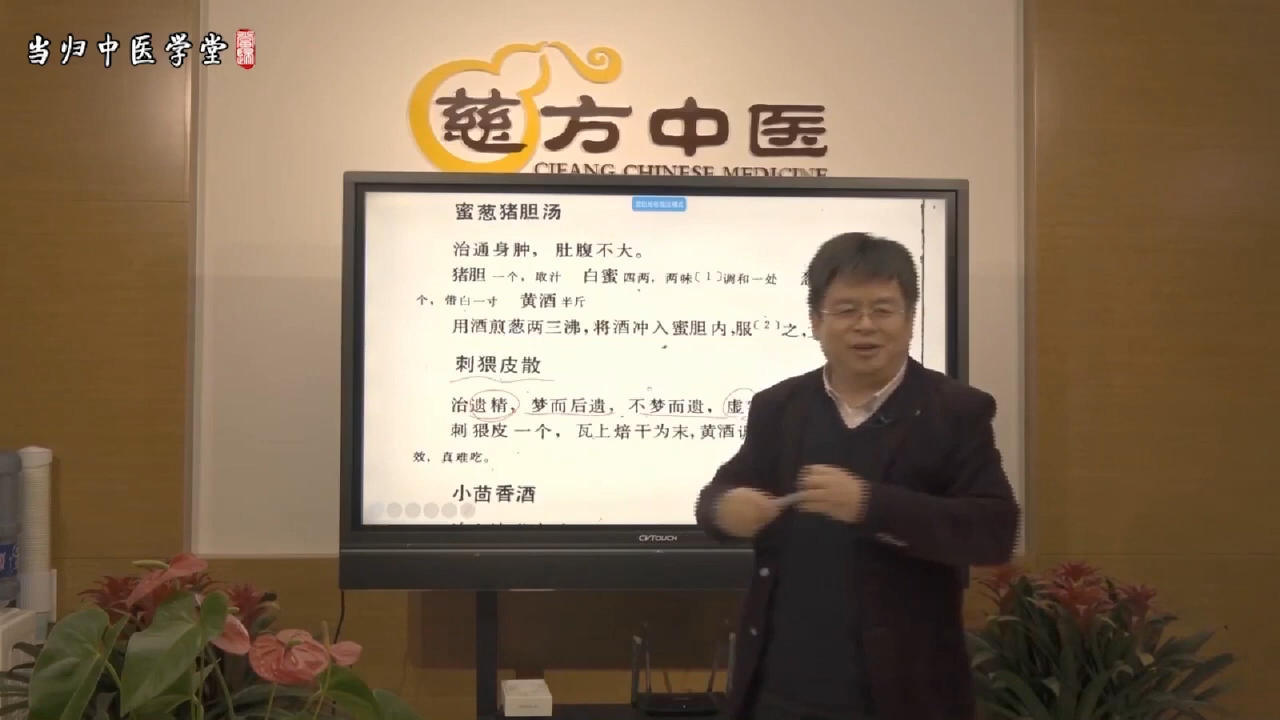 当归中医学堂
慈方中医
CIFANG CHINESE MEDICINE
蜜葱猪胆汤
治通身肿，肚腹不大。
猪胆一个，取汁 白蜜四两，两味〔1〕调和一处
个，带白一寸 黄酒半斤
用酒煎葱两三沸，将酒冲入蜜胆内，服〔2〕之，
刺猬皮散
治遗精，梦而后遗，不梦而遗，虚
刺猬皮一个，瓦上焙干为末，黄酒调
效，真难吃。
小茴香酒
CVTOUCH